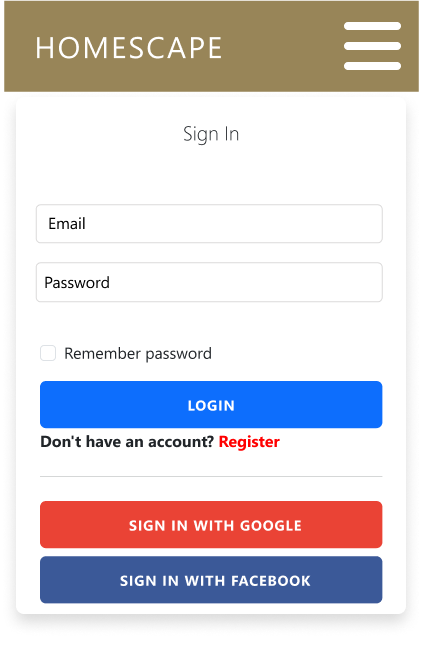 HOMESCAPE
Sign In
Email
Password
Remember password
LOGIN
Don't have an account? Register
SIGN IN WITH GOOGLE
SIGN IN WITH FACEBOOK